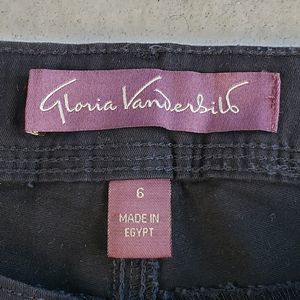 Gloria Vanderbilt
6
MADE IN
EGYPT